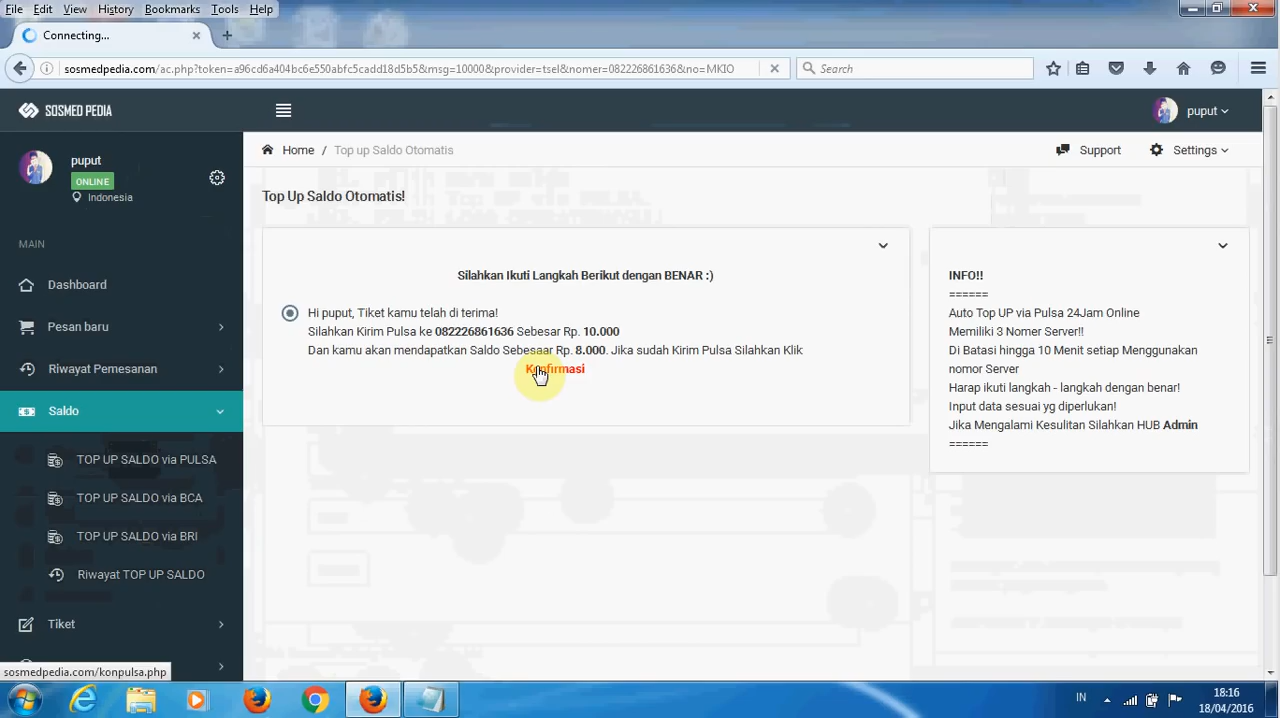 File Edit View History Bookmarks Tools Help
Connecting...
sosmedpedia.com/ac.php?token=a96cd6a404bc6e550abfc5cadd18d5b5&msg=10000&provider=tsel&nomer=082226861636&no=MKIO
Search
SOSMED PEDIA
puput
puput
ONLINE
Indonesia
Home / Top up Saldo Otomatis
Support
Settings
Top Up Saldo Otomatis!
MAIN
Dashboard
Pesan baru
Riwayat Pemesanan
Saldo
TOP UP SALDO via PULSA
TOP UP SALDO via BCA
TOP UP SALDO via BRI
Riwayat TOP UP SALDO
Tiket
Silahkan Ikuti Langkah Berikut dengan BENAR :)
Hi puput, Tiket kamu telah di terima!
Silahkan Kirim Pulsa ke 082226861636 Sebesar Rp. 10.000
Dan kamu akan mendapatkan Saldo Sebesaar Rp. 8.000. Jika sudah Kirim Pulsa Silahkan Klik
Konfirmasi
INFO!!
======
Auto Top UP via Pulsa 24Jam Online
Memiliki 3 Nomer Server!!
Di Batasi hingga 10 Menit setiap Menggunakan
nomor Server
Harap ikuti langkah - langkah dengan benar!
Input data sesuai yg diperlukan!
Jika Mengalami Kesulitan Silahkan HUB Admin
======
sosmedpedia.com/konpulsa.php
IN
18:16
18/04/2016